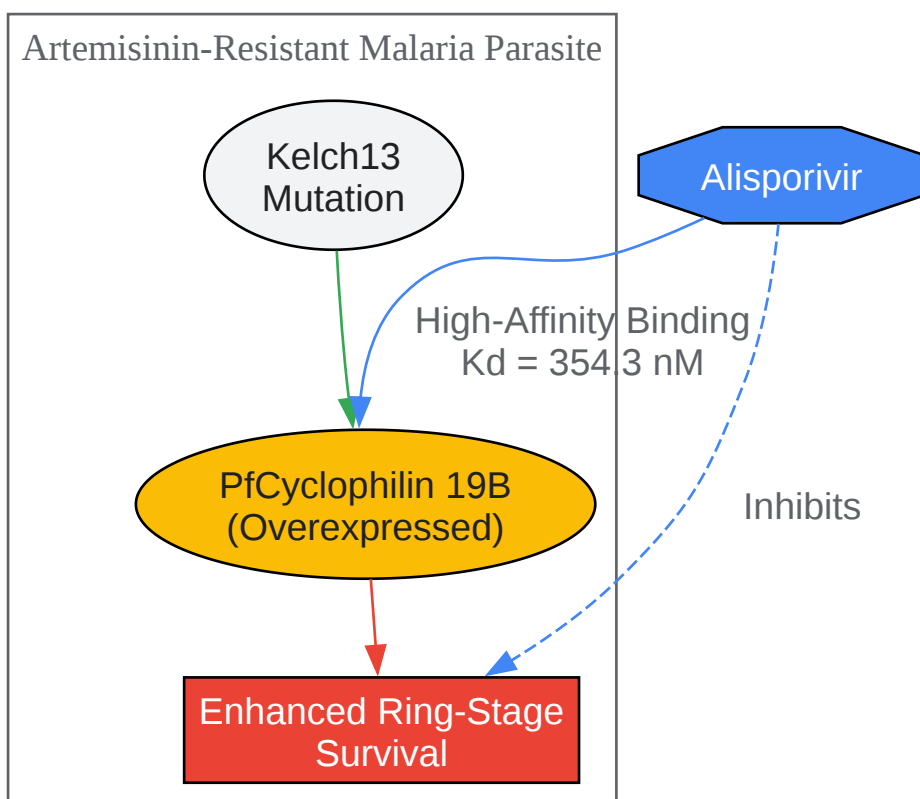 Artemisinin-Resistant Malaria Parasite
Kelch13
Mutation
Alisporivir
High-Affinity Binding
Kd = 354.3 nM
PfCyclophilin 19B
(Overexpressed)
Inhibits
Enhanced Ring-Stage
Survival